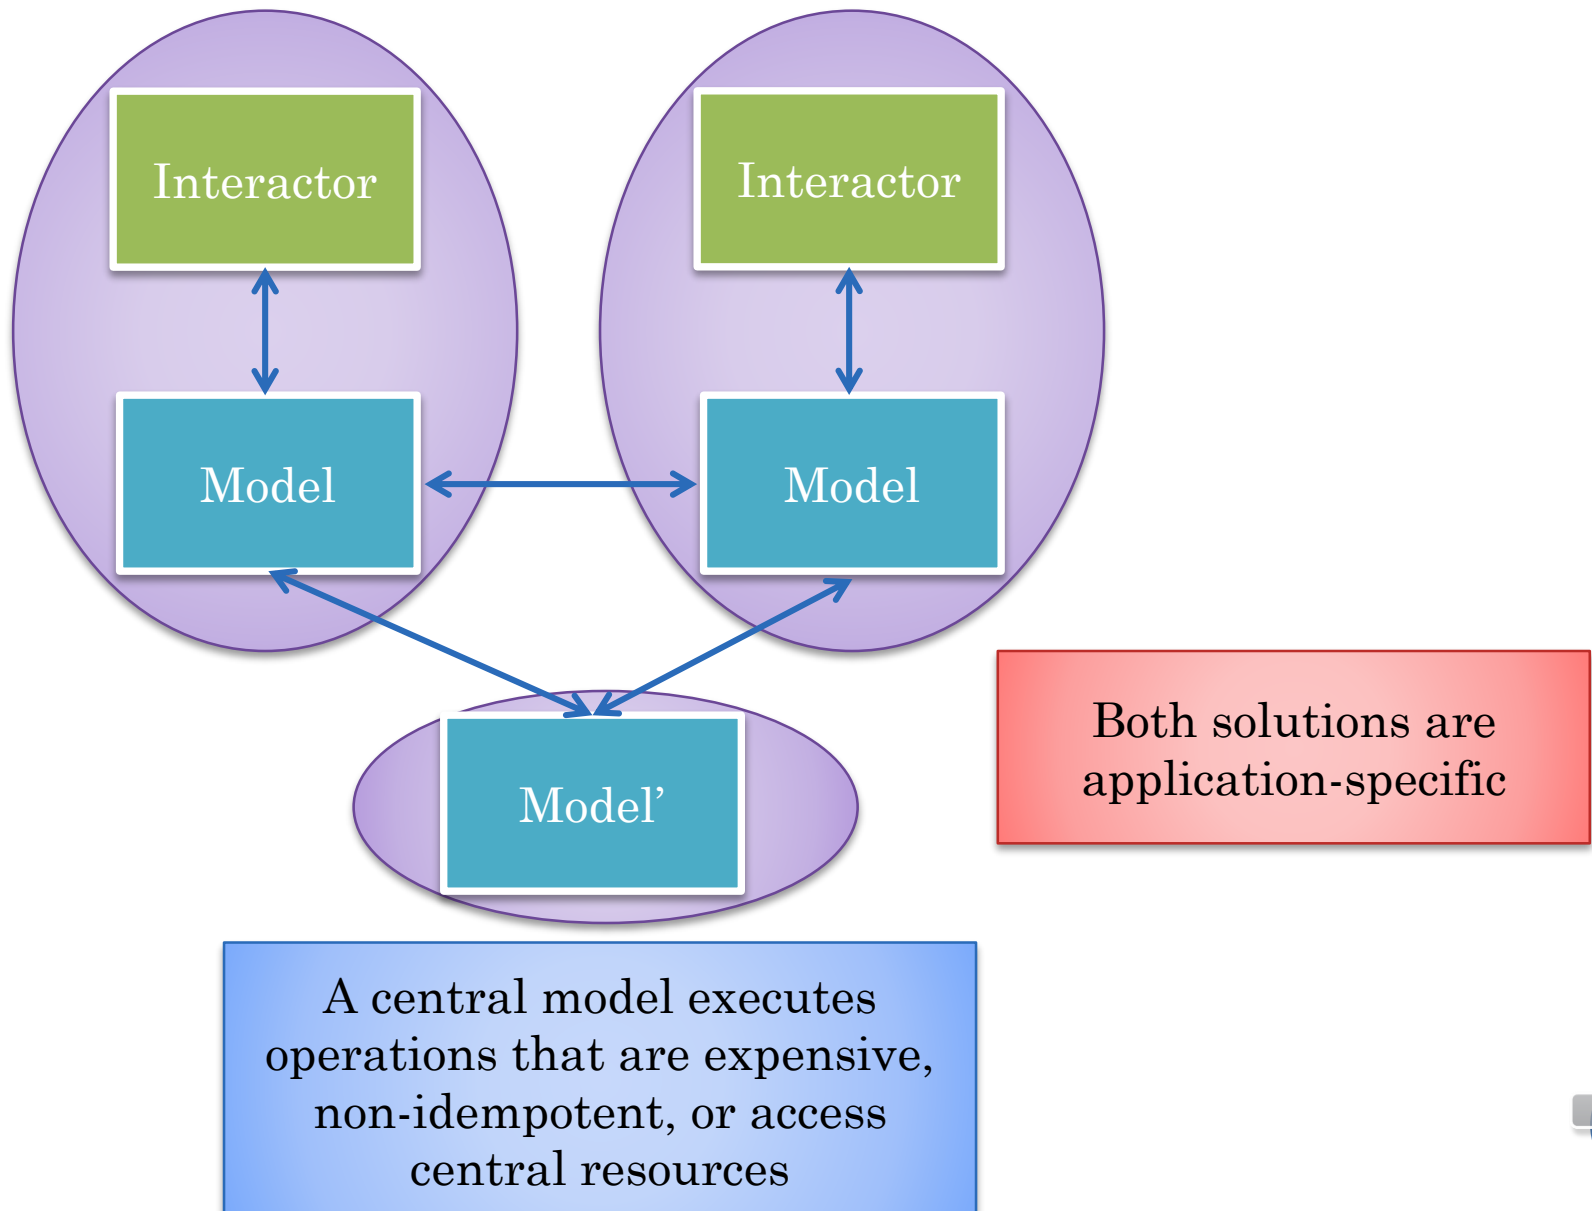 Interactor
Interactor
Model
Model
Model’
Both solutions are
application-specific
A central model executes
operations that are expensive,
non-idempotent, or access
central resources